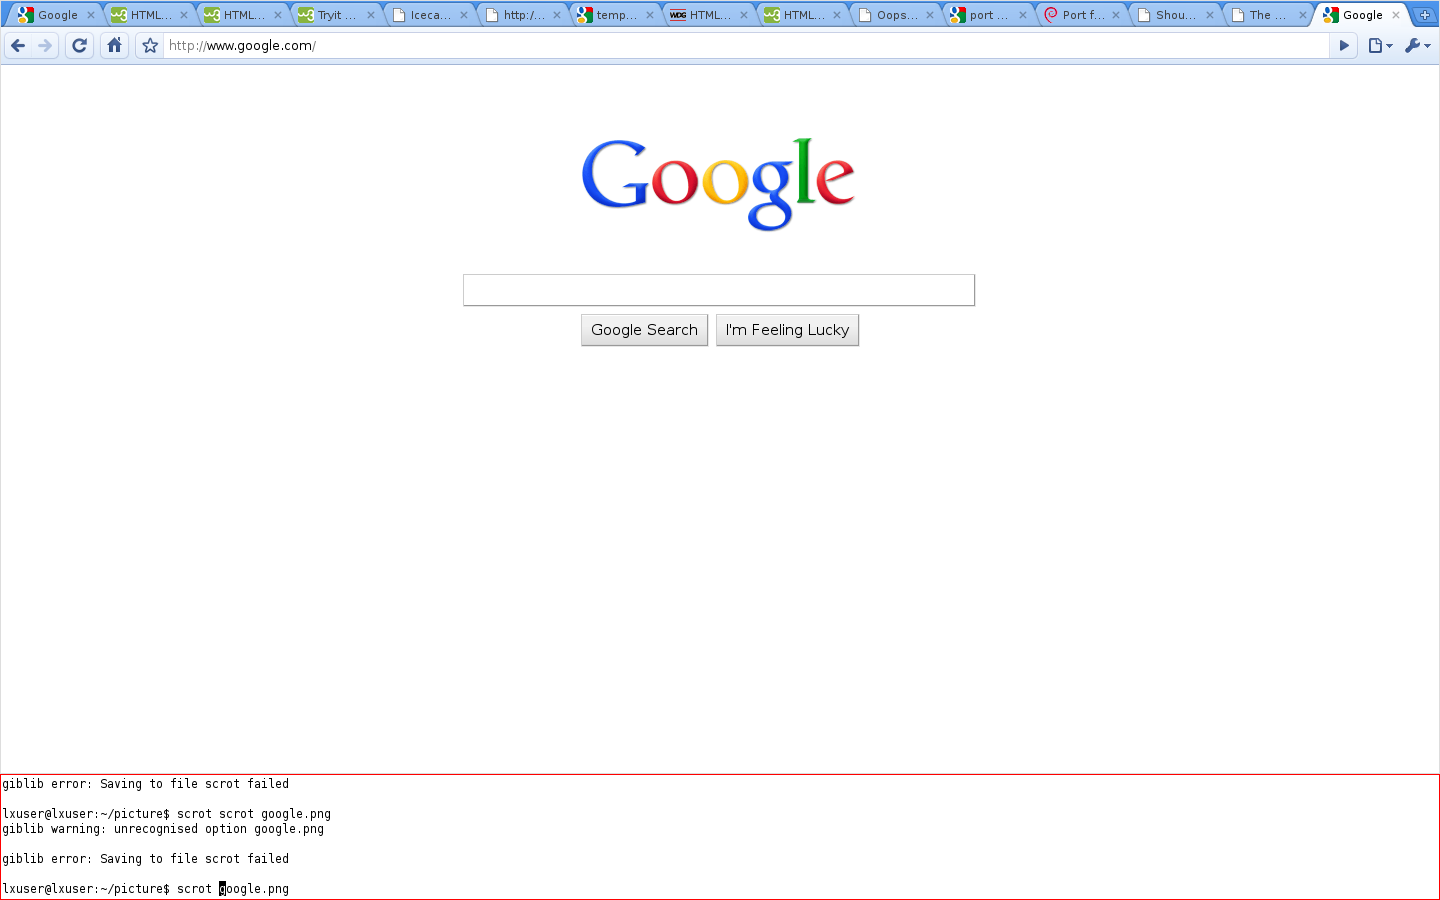 Google HTML... HTML... Tryit ... Iceca... http:/... temp... WDG HTML... HTML... Oops... port ... Port f... Shou... The ... Google
http://www.google.com/
Google
Google Search I'm Feeling Lucky
giblib error: Saving to file scrot failed
lxuser@lxuser:~/picture$ scrot scrot google.png
giblib warning: unrecognised option google.png
giblib error: Saving to file scrot failed
lxuser@lxuser:~/picture$ scrot google.png